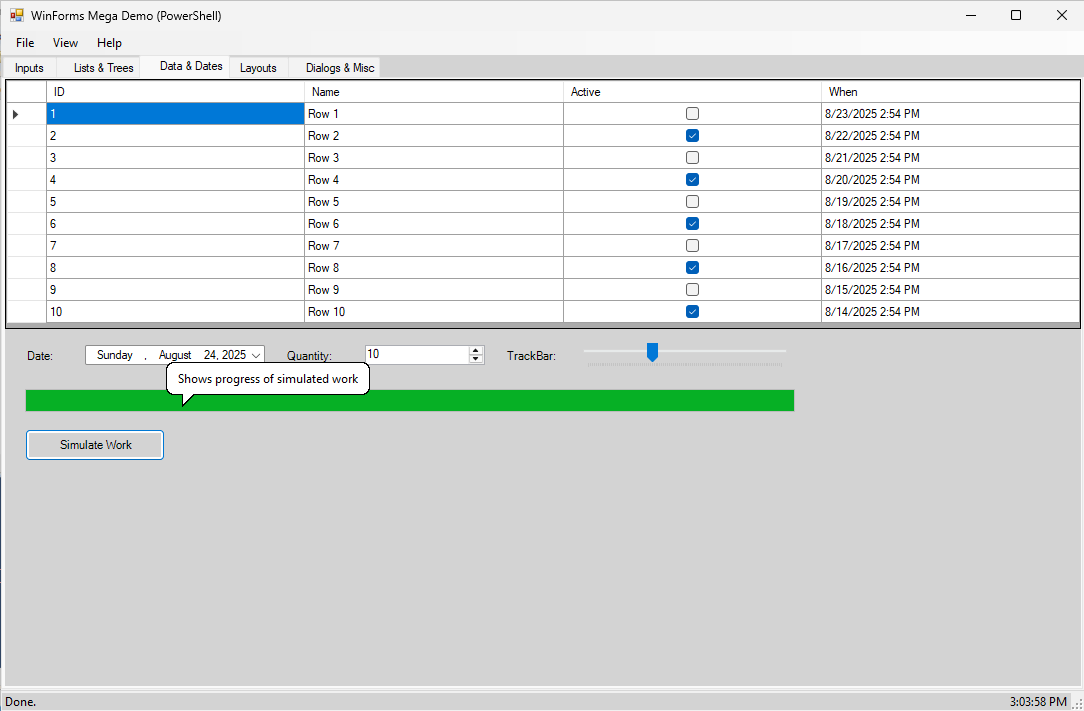 WinForms Mega Demo (PowerShell)
File View Help
Inputs Lists & Trees Data & Dates Layouts Dialogs & Misc
ID Name Active When
1 Row 1 8/23/2025 2:54 PM
2 Row 2 8/22/2025 2:54 PM
3 Row 3 8/21/2025 2:54 PM
4 Row 4 8/20/2025 2:54 PM
5 Row 5 8/19/2025 2:54 PM
6 Row 6 8/18/2025 2:54 PM
7 Row 7 8/17/2025 2:54 PM
8 Row 8 8/16/2025 2:54 PM
9 Row 9 8/15/2025 2:54 PM
10 Row 10 8/14/2025 2:54 PM
Date: Sunday , August 24, 2025 Quantity: 10 TrackBar:
Shows progress of simulated work
Simulate Work
Done. 3:03:58 PM